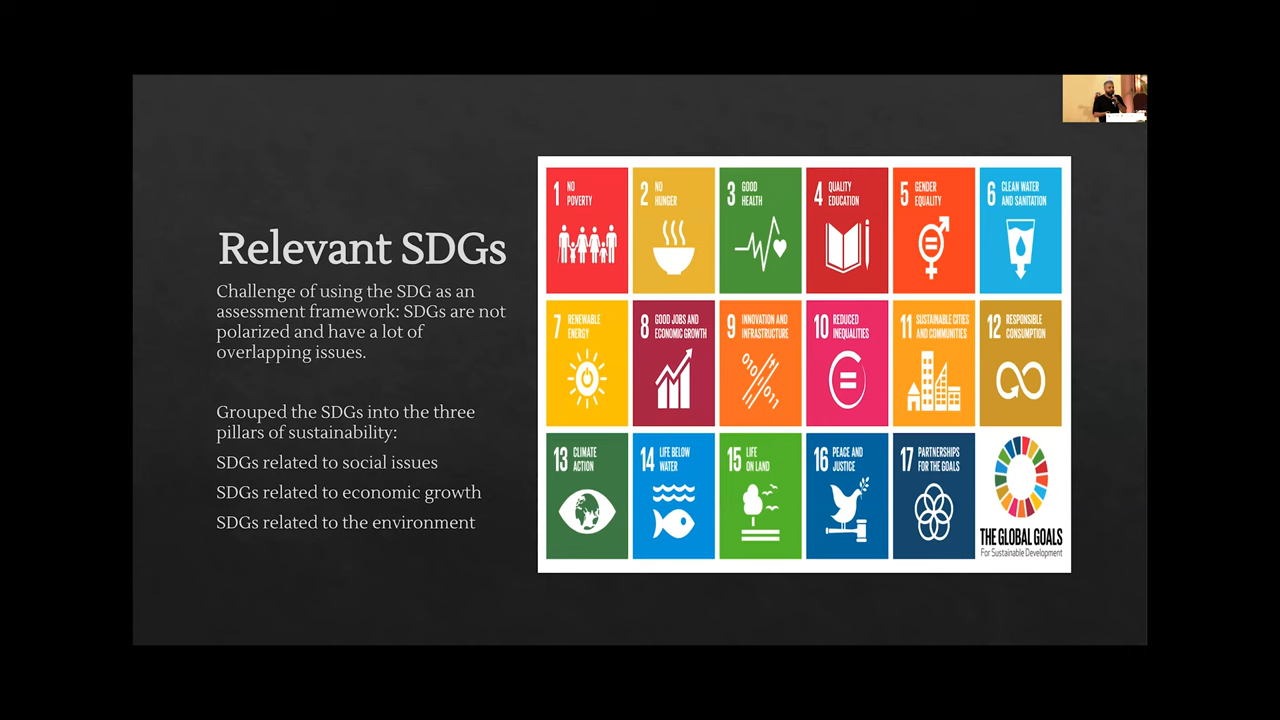 Relevant SDGs
Challenge of using the SDG as an
assessment framework: SDGs are not
polarized and have a lot of
overlapping issues.
Grouped the SDGs into the three
pillars of sustainability:
SDGs related to social issues
SDGs related to economic growth
SDGs related to the environment
1 NO
POVERTY
2 NO
HUNGER
3 GOOD
HEALTH
4 QUALITY
EDUCATION
5 GENDER
EQUALITY
6 CLEAN WATER
AND SANITATION
7 RENEWABLE
ENERGY
8 GOOD JOBS AND
ECONOMIC GROWTH
9 INNOVATION AND
INFRASTRUCTURE
010
011
10 REDUCED
INEQUALITIES
11 SUSTAINABLE CITIES
AND COMMUNITIES
12 RESPONSIBLE
CONSUMPTION
13 CLIMATE
ACTION
14 LIFE BELOW
WATER
15 LIFE
ON LAND
16 PEACE AND
JUSTICE
17 PARTNERSHIPS
FOR THE GOALS
THE GLOBAL GOALS
For Sustainable Development